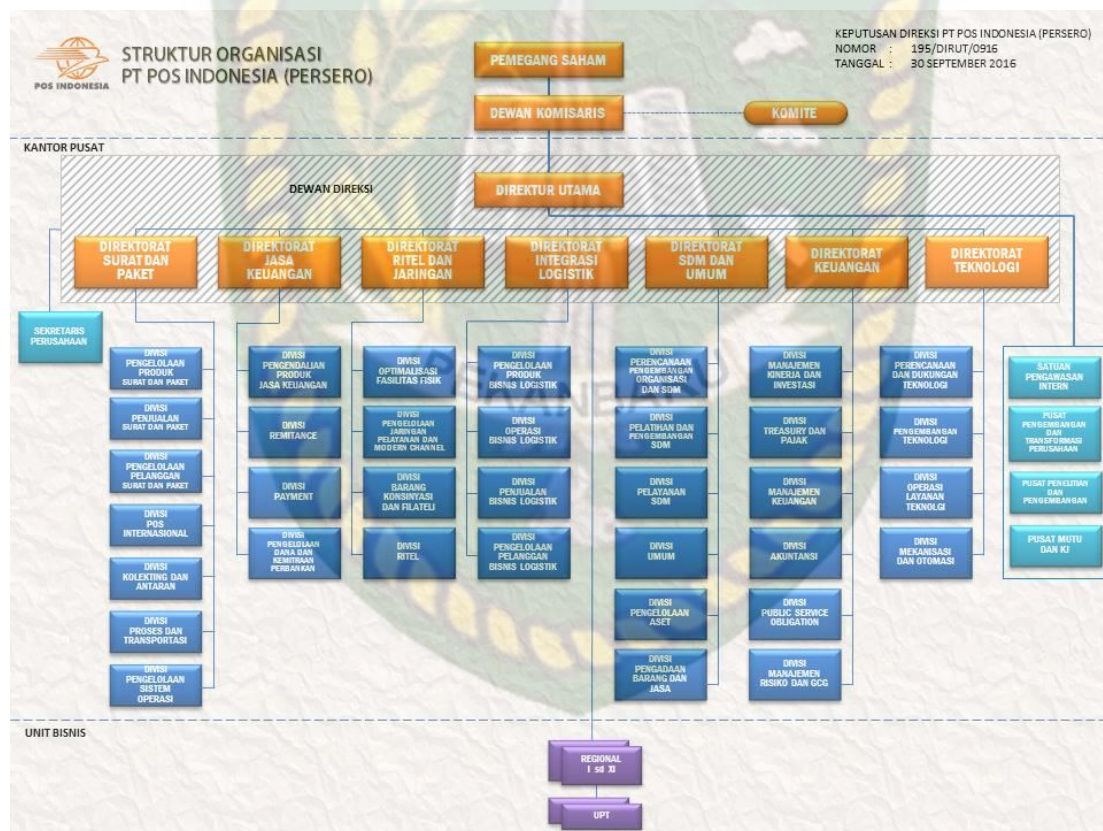 POS INDONESIA
STRUKTUR ORGANISASI
PT POS INDONESIA (PERSERO)
KEPUTUSAN DIREKSI PT POS INDONESIA (PERSERO)
NOMOR : 195/DIRUT/0916
TANGGAL : 30 SEPTEMBER 2016
PEMEGANG SAHAM
DEWAN KOMISARIS
KOMITE
KANTOR PUSAT
DEWAN DIREKSI
DIREKTUR UTAMA
DIREKTORAT
SURAT DAN
PAKET
DIREKTORAT
JASA
KEUANGAN
DIREKTORAT
RITEL DAN
JARINGAN
DIREKTORAT
INTEGRASI
LOGISTIK
DIREKTORAT
SDM DAN
UMUM
DIREKTORAT
KEUANGAN
DIREKTORAT
TEKNOLOGI
SEKRETARIS
PERUSAHAAN
DIVISI
PENGELOLAAN
PRODUK
SURAT DAN PAKET
DIVISI
PENJUALAN
SURAT DAN PAKET
DIVISI
PENGELOLAAN
PELANGGAN
SURAT DAN PAKET
DIVISI
POS
INTERNASIONAL
DIVISI
KOLEKTING DAN
ANTARAN
DIVISI
PROSES DAN
TRANSPORTASI
DIVISI
PENGELOLAAN
SISTEM
OPERASI
DIVISI
PENGENDALIAN
PRODUK
JASA KEUANGAN
DIVISI
REMITANCE
DIVISI
PAYMENT
DIVISI
PENGELOLAAN
DANA DAN
KEMITRAAN
PERBANKAN
DIVISI
OPTIMALISASI
FASILITAS FISIK
DIVISI
PENGELOLAAN
JARINGAN
PELAYANAN DAN
MODERN CHANNEL
DIVISI
BARANG
KONSINYASI
DAN FILATELI
DIVISI
RITEL
DIVISI
PENGELOLAAN
PRODUK
BISNIS LOGISTIK
DIVISI
OPERASI
BISNIS LOGISTIK
DIVISI
PENJUALAN
BISNIS LOGISTIK
DIVISI
PENGELOLAAN
PELANGGAN
BISNIS LOGISTIK
DIVISI
PERENCANAAN
PENGEMBANGAN
ORGANISASI
DAN SDM
DIVISI
PELATIHAN DAN
PENGEMBANGAN
SDM
DIVISI
PELAYANAN
SDM
DIVISI
UMUM
DIVISI
PENGELOLAAN
ASET
DIVISI
PENGADAAN
BARANG DAN
JASA
DIVISI
MANAJEMEN
KINERJA DAN
INVESTASI
DIVISI
TREASURY DAN
PAJAK
DIVISI
MANAJEMEN
KEUANGAN
DIVISI
AKUNTANSI
DIVISI
PUBLIC SERVICE
OBLIGATION
DIVISI
MANAJEMEN
RISIKO DAN GCG
DIVISI
PERENCANAAN
DAN DUKUNGAN
TEKNOLOGI
DIVISI
PENGEMBANGAN
TEKNOLOGI
DIVISI
OPERASI
LAYANAN
TEKNOLGI
DIVISI
MEKANISASI
DAN OTOMASI
SATUAN
PENGAWASAN
INTERN
PUSAT
PENGEMBANGAN
DAN
TRANSFORMASI
PERUSAHAAN
PUSAT PENELITIAN
DAN
PENGEMBANGAN
PUSAT MUTU
DAN KJ
UNIT BISNIS
REGIONAL
I sd XI
UPT